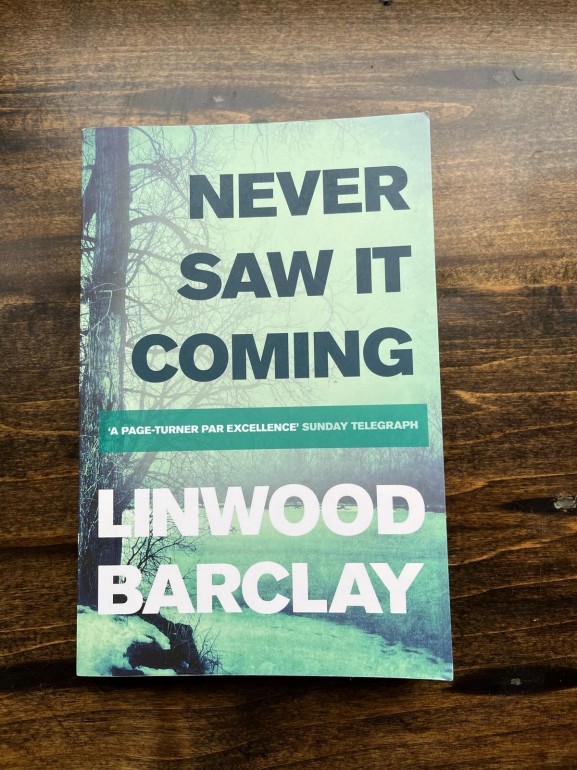 NEVER
SAW IT
COMING
‘A PAGE-TURNER PAR EXCELLENCE’ SUNDAY TELEGRAPH
LINWOOD
BARCLAY